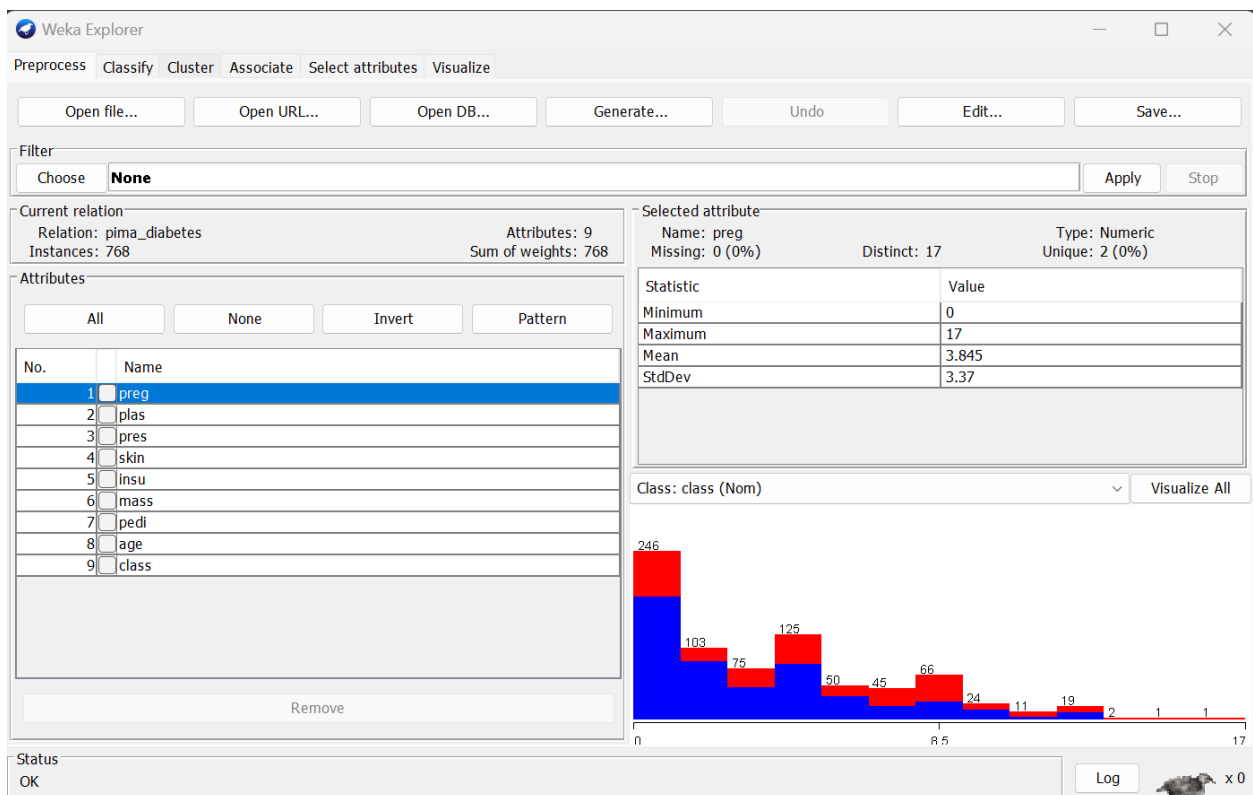 Weka Explorer
Preprocess Classify Cluster Associate Select attributes Visualize
Open file... Open URL... Open DB... Generate... Undo Edit... Save...
Filter
Choose None Apply Stop
Current relation
Relation: pima_diabetes Attributes: 9
Instances: 768 Sum of weights: 768
Attributes
All None Invert Pattern
No. Name
1 preg
2 plas
3 pres
4 skin
5 insu
6 mass
7 pedi
8 age
9 class
Remove
Selected attribute
Name: preg Type: Numeric
Missing: 0 (0%) Distinct: 17 Unique: 2 (0%)
Statistic Value
Minimum 0
Maximum 17
Mean 3.845
StdDev 3.37
Class: class (Nom) Visualize All
246
103
75
125
50
45
66
24
11
19
2
1
1
0 8.5 17
Status
OK
Log x 0